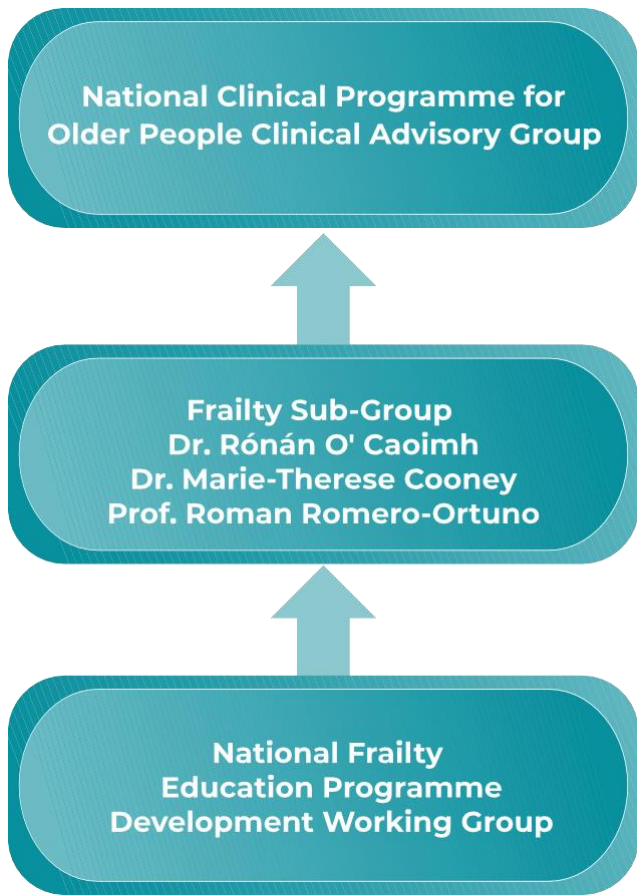 National Clinical Programme for
Older People Clinical Advisory Group
Frailty Sub-Group
Dr. Rónán O' Caoimh
Dr. Marie-Therese Cooney
Prof. Roman Romero-Ortuno
National Frailty
Education Programme
Development Working Group